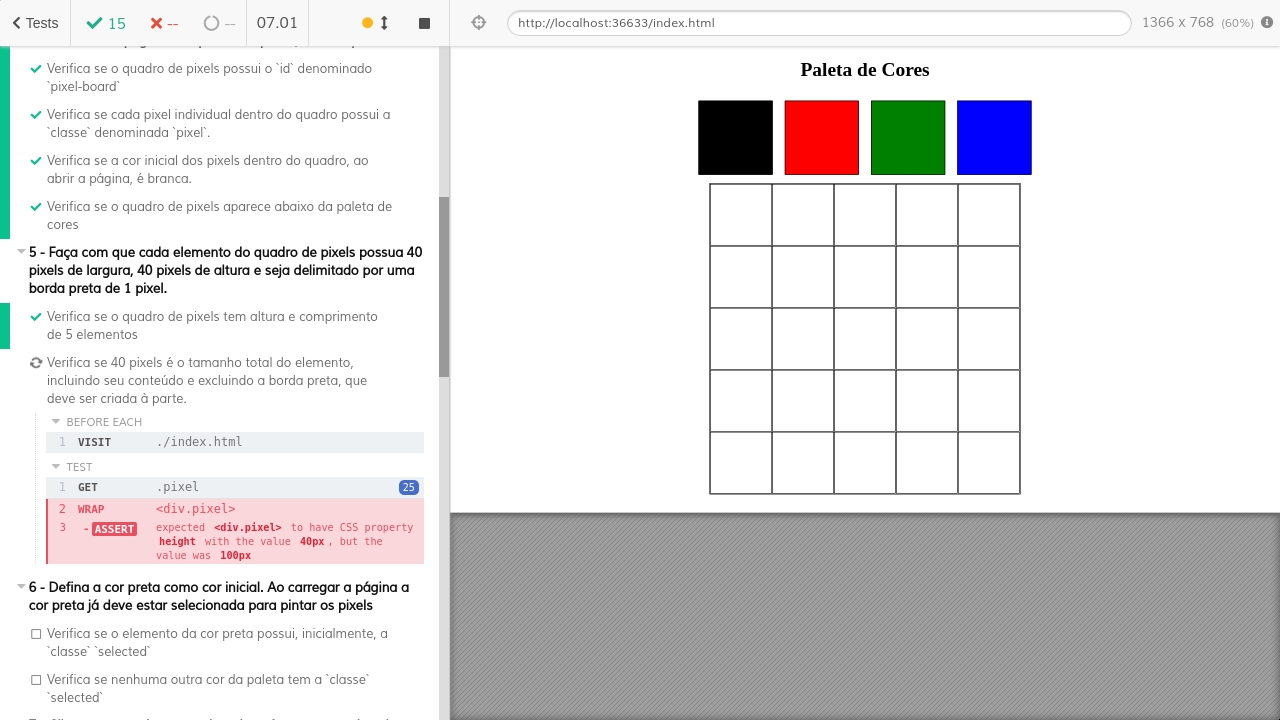 Tests
15
--
--
07.01
http://localhost:36633/index.html
1366 x 768 (60%)
Verifica se o quadro de pixels possui o `id` denominado
`pixel-board`
Verifica se cada pixel individual dentro do quadro possui a
`classe` denominada `pixel`.
Verifica se a cor inicial dos pixels dentro do quadro, ao
abrir a página, é branca.
Verifica se o quadro de pixels aparece abaixo da paleta de
cores
5 - Faça com que cada elemento do quadro de pixels possua 40
pixels de largura, 40 pixels de altura e seja delimitado por uma
borda preta de 1 pixel.
Verifica se o quadro de pixels tem altura e comprimento
de 5 elementos
Verifica se 40 pixels é o tamanho total do elemento,
incluindo seu conteúdo e excluindo a borda preta, que
deve ser criada à parte.
BEFORE EACH
1 VISIT ./index.html
TEST
1 GET .pixel 25
2 WRAP <div.pixel>
3 -ASSERT expected <div.pixel> to have CSS property
height with the value 40px, but the
value was 100px
6 - Defina a cor preta como cor inicial. Ao carregar a página a
cor preta já deve estar selecionada para pintar os pixels
Verifica se o elemento da cor preta possui, inicialmente, a
`classe` `selected`
Verifica se nenhuma outra cor da paleta tem a `classe`
`selected`
Paleta de Cores